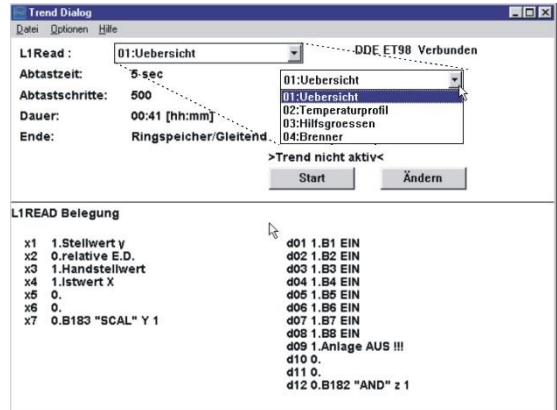 Trend Dialog
Datei Optionen Hilfe
L1Read : 01:Uebersicht DDE ET98 Verbunden
Abtastzeit: 5 sec
Abtastschritte: 500
Dauer: 00:41 [hh:mm]
Ende: Ringspeicher/Gleitend
01:Uebersicht
01:Uebersicht
02:Temperaturprofil
03:Hilfsgroessen
04:Brenner
>Trend nicht aktiv<
Start Ändern
L1READ Belegung
x1 1.Stellwert y
x2 0.relative E.D.
x3 1.Handstellwert
x4 1.Istwert X
x5 0.
x6 0.
x7 0.B183 "SCAL" Y 1
d01 1.B1 EIN
d02 1.B2 EIN
d03 1.B3 EIN
d04 1.B4 EIN
d05 1.B5 EIN
d06 1.B6 EIN
d07 1.B7 EIN
d08 1.B8 EIN
d09 1.Anlage AUS !!!
d10 0.
d11 0.
d12 0.B182 "AND" z 1